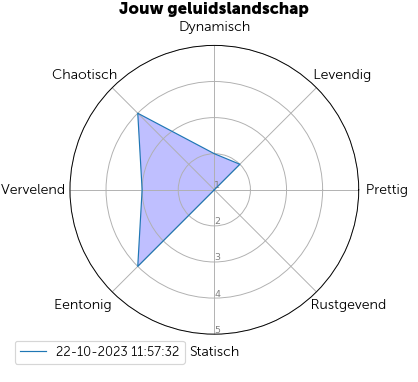 Jouw geluidslandschap
Dynamisch
Chaotisch
Levendig
Vervelend
1
Prettig
2
3
4
Eentonig
Rustgevend
5
22-10-2023 11:57:32
Statisch